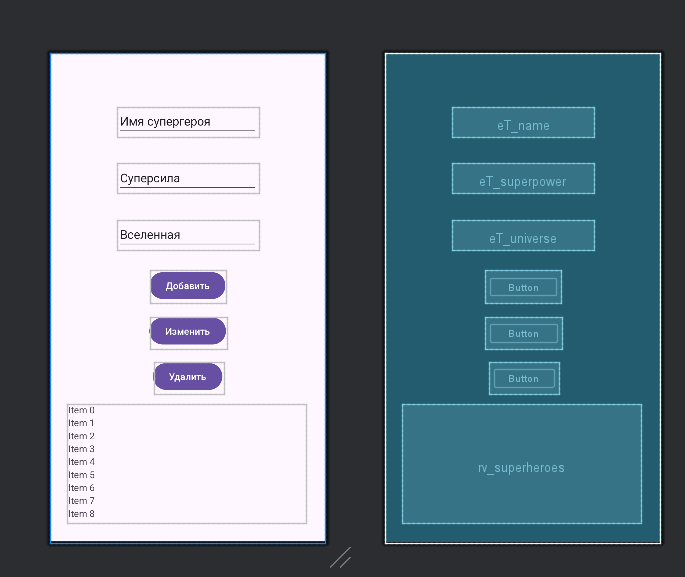 Имя супергероя
Суперсила
Вселенная
Добавить
Изменить
Удалить
Item 0
Item 1
Item 2
Item 3
Item 4
Item 5
Item 6
Item 7
Item 8
eT_name
eT_superpower
eT_universe
Button
Button
Button
rv_superheroes